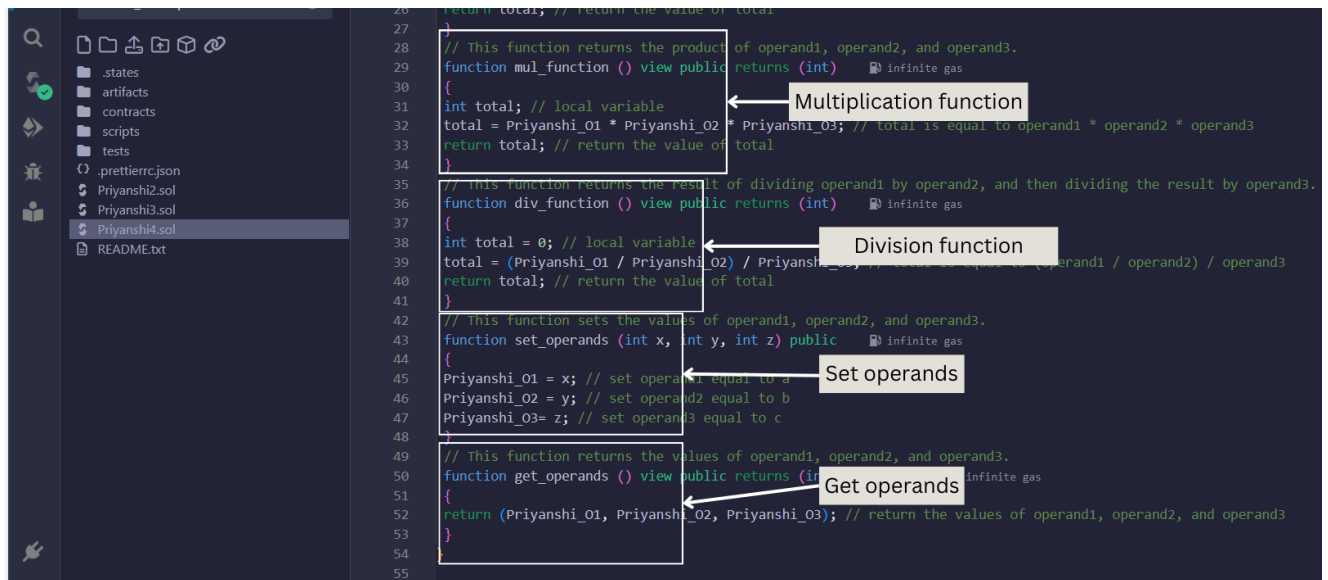 26 return total; // return the value of total
27 }
28 // This function returns the product of operand1, operand2, and operand3.
29 function mul_function () view public returns (int) infinite gas
30 {
31 int total; // local variable
Multiplication function
32 total = Priyanshi_O1 * Priyanshi_O2 * Priyanshi_O3; // total is equal to operand1 * operand2 * operand3
33 return total; // return the value of total
34 }
35 // This function returns the result of dividing operand1 by operand2, and then dividing the result by operand3.
36 function div_function () view public returns (int) infinite gas
37 {
38 int total = 0; // local variable
Division function
39 total = (Priyanshi_O1 / Priyanshi_O2) / Priyanshi_O3; // total is equal to (operand1 / operand2) / operand3
40 return total; // return the value of total
41 }
42 // This function sets the values of operand1, operand2, and operand3.
43 function set_operands (int x, int y, int z) public infinite gas
44 {
45 Priyanshi_O1 = x; // set operand1 equal to a
Set operands
46 Priyanshi_O2 = y; // set operand2 equal to b
47 Priyanshi_O3= z; // set operand3 equal to c
48 }
49 // This function returns the values of operand1, operand2, and operand3.
50 function get_operands () view public returns (in infinite gas
Get operands
51 {
52 return (Priyanshi_O1, Priyanshi_O2, Priyanshi_O3); // return the values of operand1, operand2, and operand3
53 }
54 }
55
.states
artifacts
contracts
scripts
tests
.prettierrc.json
Priyanshi2.sol
Priyanshi3.sol
Priyanshi4.sol
README.txt